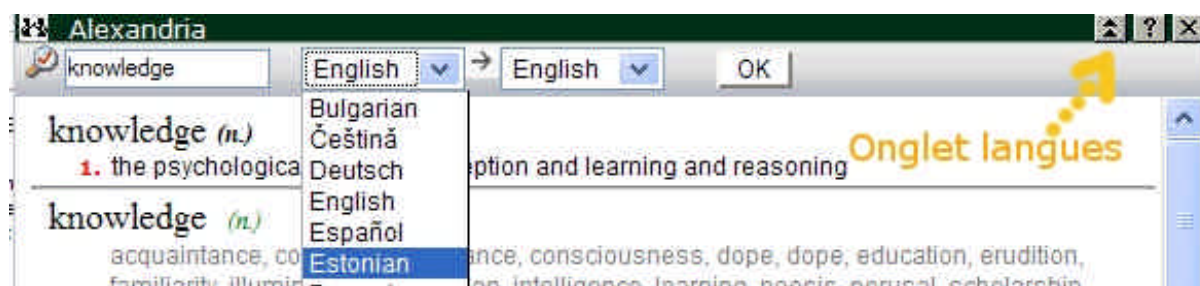 Alexandria ?
knowledge English English OK
Bulgarian
Čeština
Deutsch
English
Español
Estonian
Onglet langues
knowledge (n.)
1. the psychologica ption and learning and reasoning
knowledge (n.)
acquaintance, co ance, consciousness, dope, dope, education, erudition,